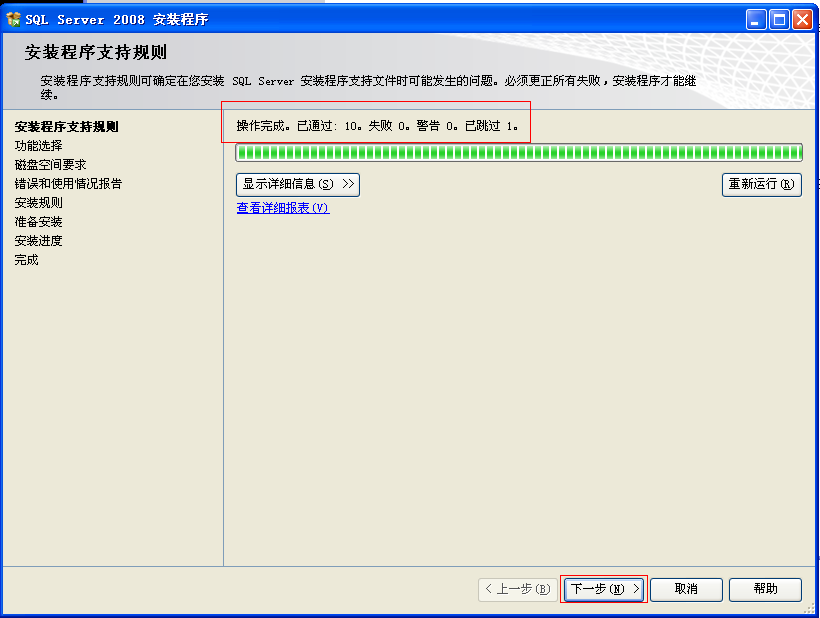 SQL Server 2008 安装程序
安装程序支持规则
安装程序支持规则可确定在您安装 SQL Server 安装程序支持文件时可能发生的问题。必须更正所有失败，安装程序才能继
续。
安装程序支持规则
功能选择
磁盘空间要求
错误和使用情况报告
安装规则
准备安装
安装进度
完成
操作完成。已通过: 10。失败 0。警告 0。已跳过 1。
显示详细信息(S) >>
重新运行(R)
查看详细报表(V)
< 上一步(B)
下一步(N) >
取消
帮助